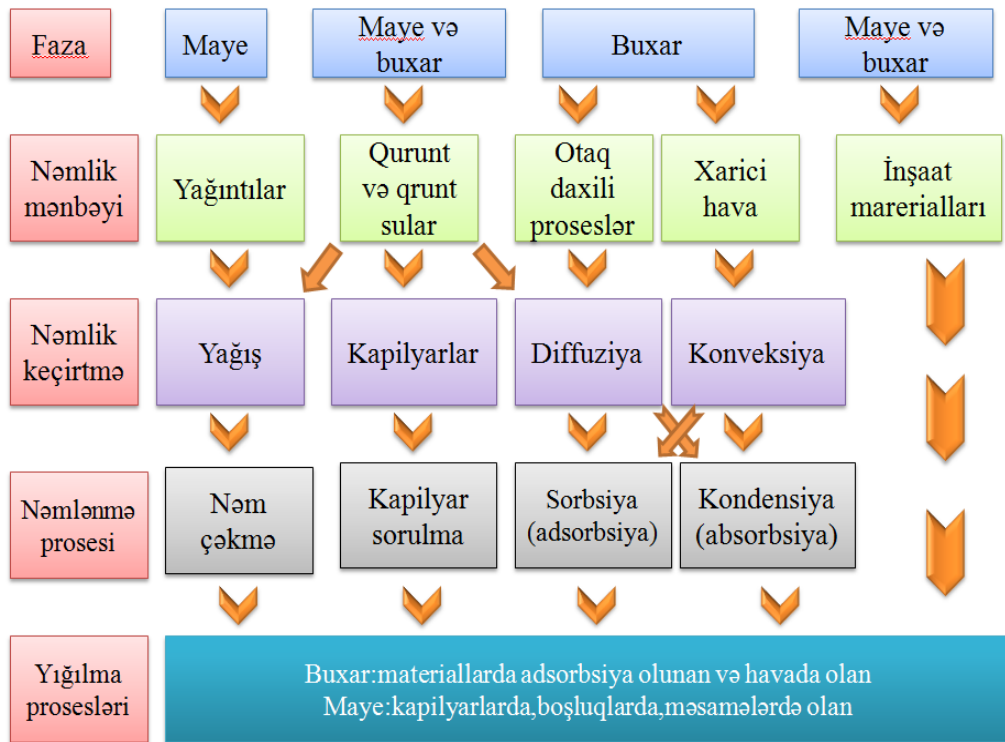 Faza
Maye
Maye və
buxar
Buxar
Maye və
buxar
Nəmlik
mənbəyi
Yağıntılar
Qurunt
və qrunt
sular
Otaq
daxili
proseslər
Xarici
hava
İnşaat
marerialları
Nəmlik
keçirtmə
Yağış
Kapilyarlar
Diffuziya
Konveksiya
Nəmlənmə
prosesi
Nəm
çəkmə
Kapilyar
sorulma
Sorbsiya
(adsorbsiya)
Kondensiya
(absorbsiya)
Yığılma
prosesləri
Buxar:materiallarda adsorbsiya olunan və havada olan
Maye:kapilyarlarda,boşluqlarda,məsamələrdə olan